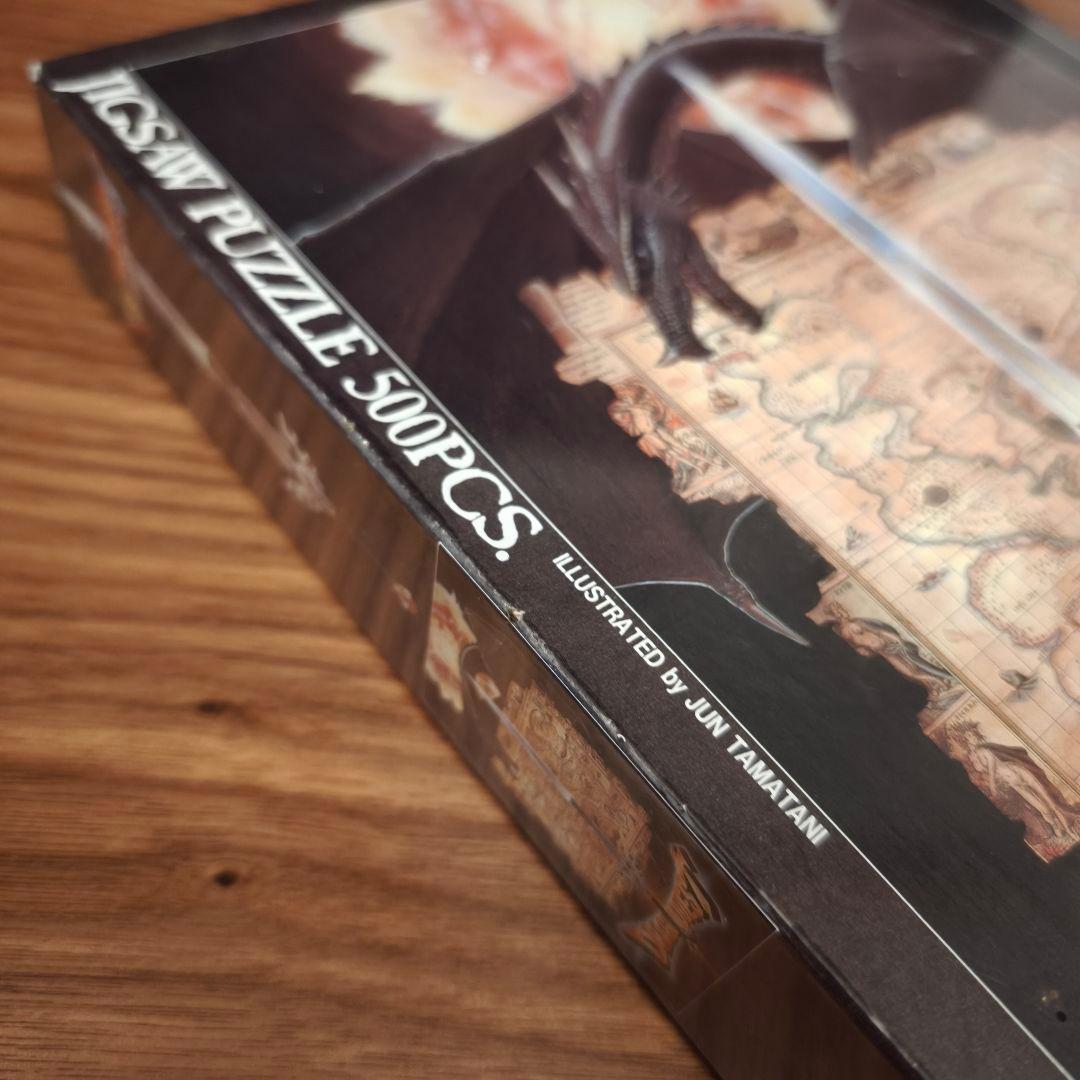 JIGSAW PUZZLE 500PCS.
ILLUSTRATED by JUN TAMATANI